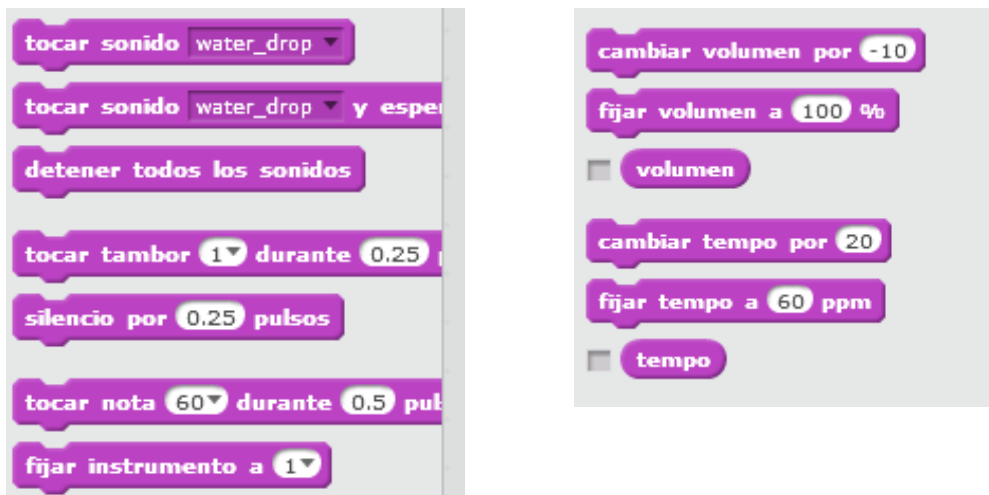 tocar sonido water_drop
tocar sonido water_drop y esper
detener todos los sonidos
tocar tambor 1 durante 0.25
silencio por 0.25 pulsos
tocar nota 60 durante 0.5 pul
fijar instrumento a 1
cambiar volumen por -10
fijar volumen a 100 %
volumen
cambiar tempo por 20
fijar tempo a 60 ppm
tempo